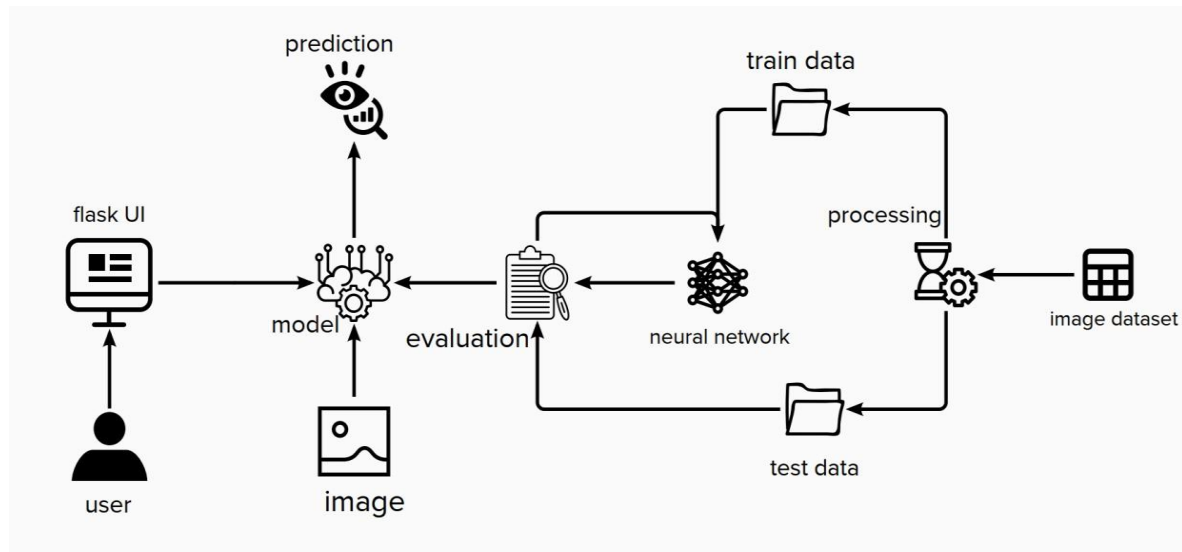 prediction
train data
flask UI
processing
model
evaluation
neural network
image dataset
test data
user
image